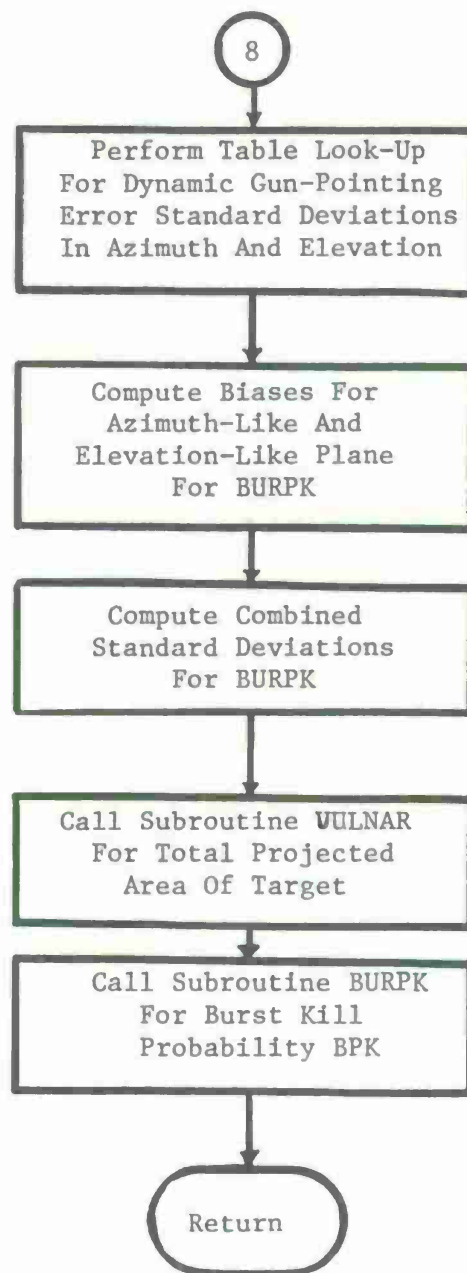 8
Perform Table Look-Up
For Dynamic Gun-Pointing
Error Standard Deviations
In Azimuth And Elevation
Compute Biases For
Azimuth-Like And
Elevation-Like Plane
For BURPK
Compute Combined
Standard Deviations
For BURPK
Call Subroutine VULNAR
For Total Projected
Area Of Target
Call Subroutine BURPK
For Burst Kill
Probability BPK
Return